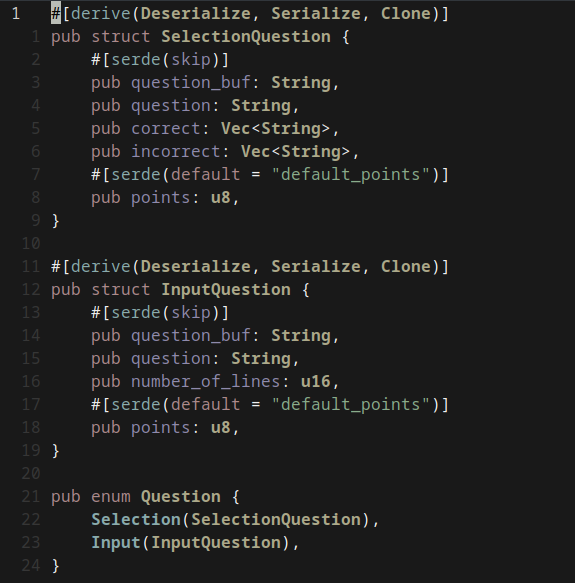 1 #[derive(Deserialize, Serialize, Clone)]
1 pub struct SelectionQuestion {
2     #[serde(skip)]
3     pub question_buf: String,
4     pub question: String,
5     pub correct: Vec<String>,
6     pub incorrect: Vec<String>,
7     #[serde(default = "default_points")]
8     pub points: u8,
9 }
10
11 #[derive(Deserialize, Serialize, Clone)]
12 pub struct InputQuestion {
13     #[serde(skip)]
14     pub question_buf: String,
15     pub question: String,
16     pub number_of_lines: u16,
17     #[serde(default = "default_points")]
18     pub points: u8,
19 }
20
21 pub enum Question {
22     Selection(SelectionQuestion),
23     Input(InputQuestion),
24 }